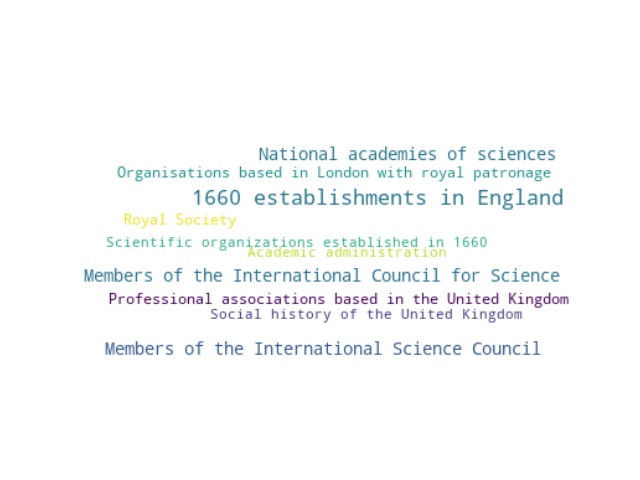 National academies of sciences
Organisations based in London with royal patronage
1660 establishments in England
Royal Society
Scientific organizations established in 1660
Academic administration
Members of the International Council for Science
Professional associations based in the United Kingdom
Social history of the United Kingdom
Members of the International Science Council